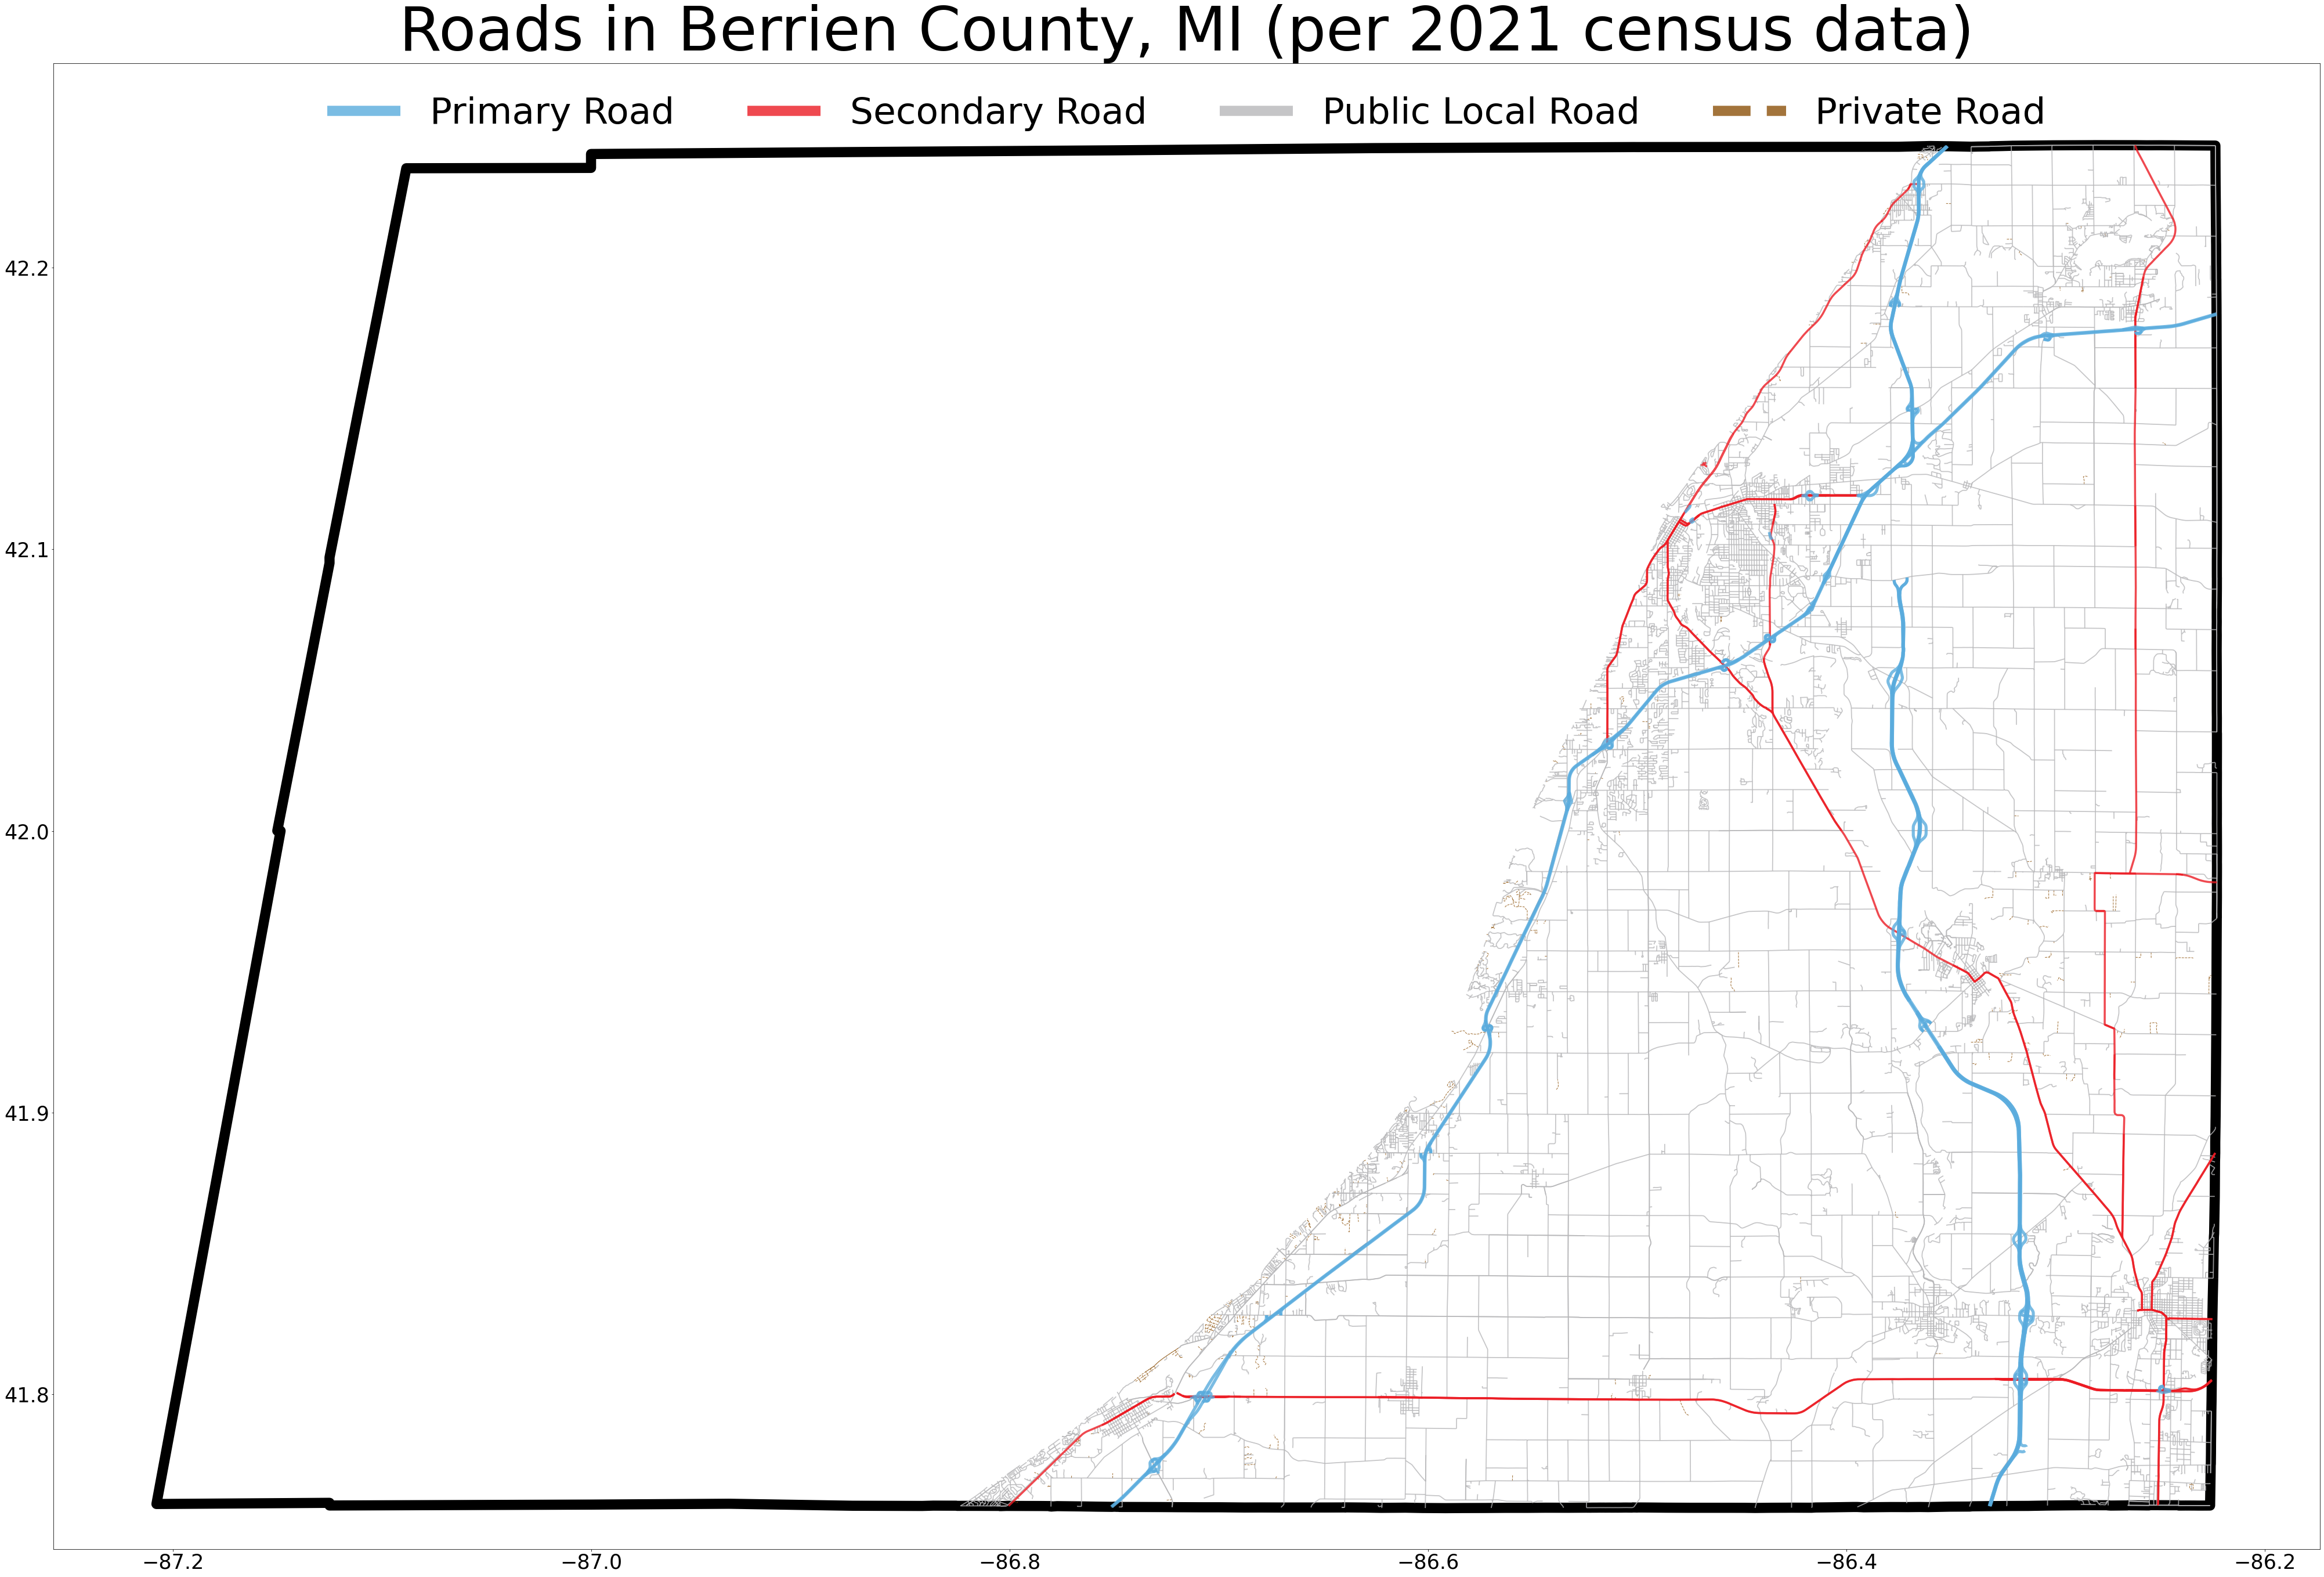 Roads in Berrien County, MI (per 2021 census data)
Primary Road Secondary Road Public Local Road Private Road
42.2
42.1
42.0
41.9
41.8
−87.2 −87.0 −86.8 −86.6 −86.4 −86.2